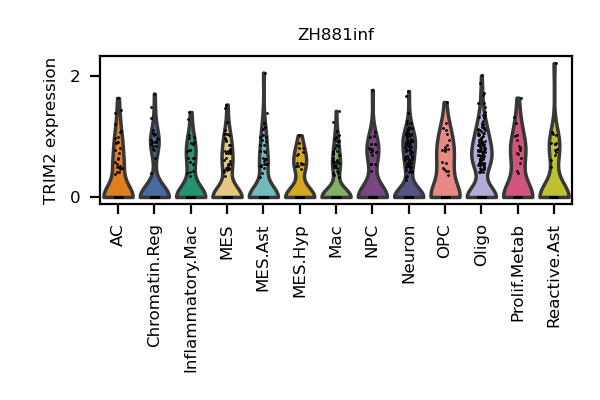 ZH881inf
TRIM2 expression
2
0
AC
Chromatin.Reg
Inflammatory.Mac
MES
MES.Ast
MES.Hyp
Mac
NPC
Neuron
OPC
Oligo
Prolif.Metab
Reactive.Ast